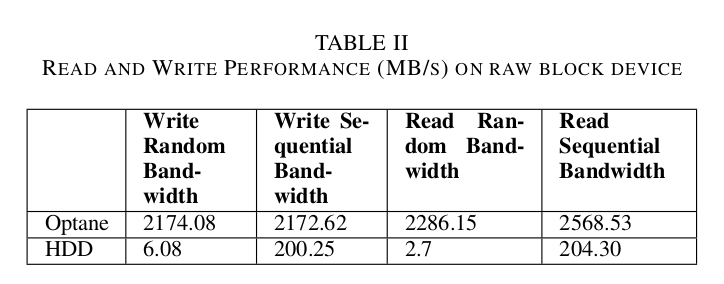 TABLE II
READ AND WRITE PERFORMANCE (MB/S) ON RAW BLOCK DEVICE
Write Random Band-width
Write Se-quential Band-width
Read Ran-dom Band-width
Read Sequential Bandwidth
Optane 2174.08 2172.62 2286.15 2568.53
HDD 6.08 200.25 2.7 204.30